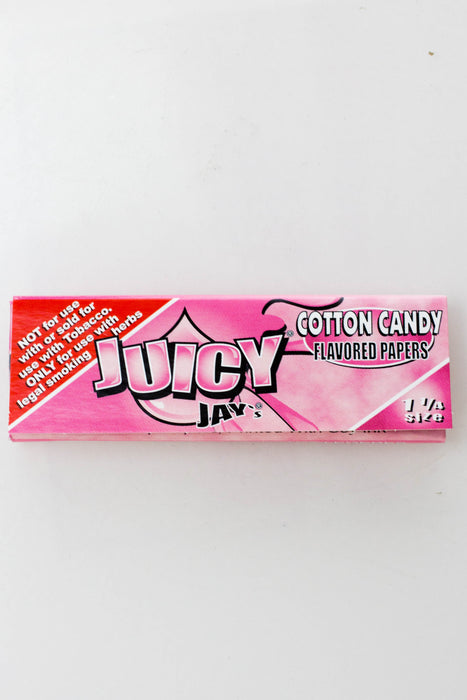 NOT for use
with or sold for
use with Tobacco.
ONLY for use with
legal smoking herbs
JUICY®
JAY®'s
COTTON CANDY
FLAVORED PAPERS
1 1/4
size